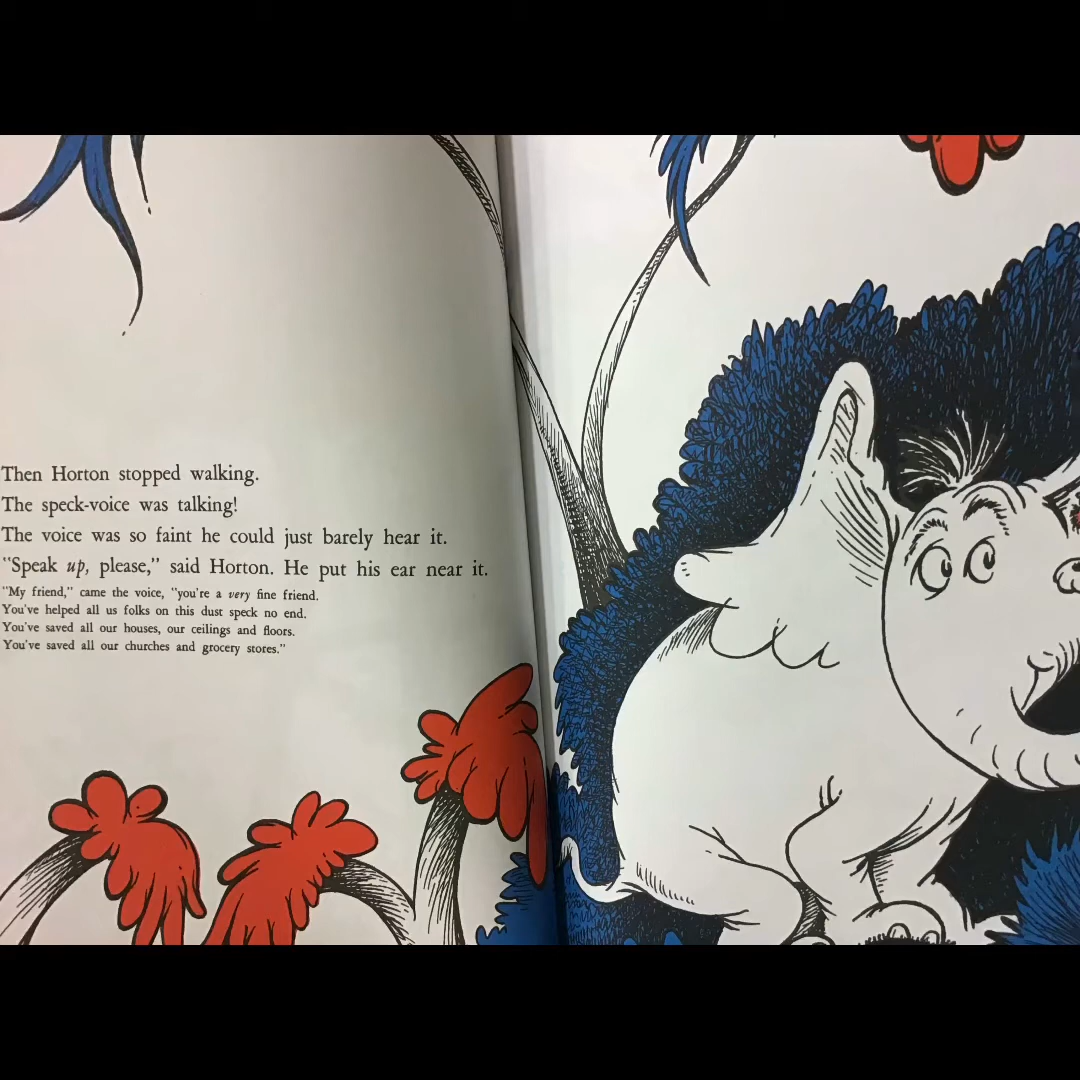 Then Horton stopped walking.
The speck-voice was talking!
The voice was so faint he could just barely hear it.
"Speak up, please," said Horton. He put his ear near it.
"My friend," came the voice, "you're a very fine friend.
You've helped all us folks on this dust speck no end.
You've saved all our houses, our ceilings and floors.
You've saved all our churches and grocery stores."